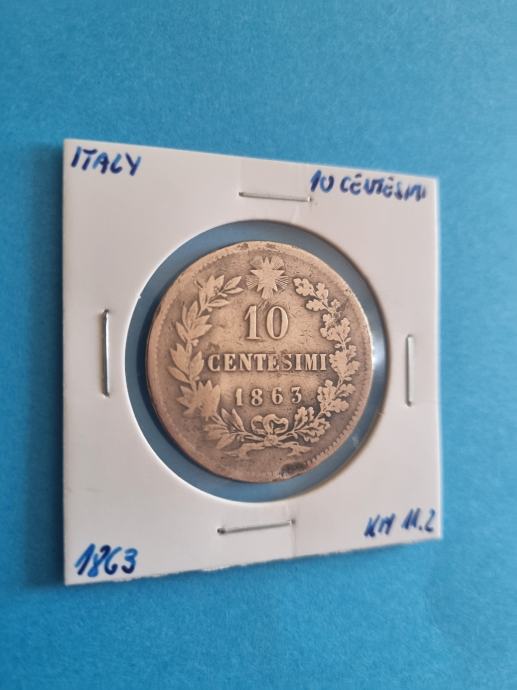 ITALY
10 CENTESIMI
10
CENTESIMI
1863
1863
KM 11.2